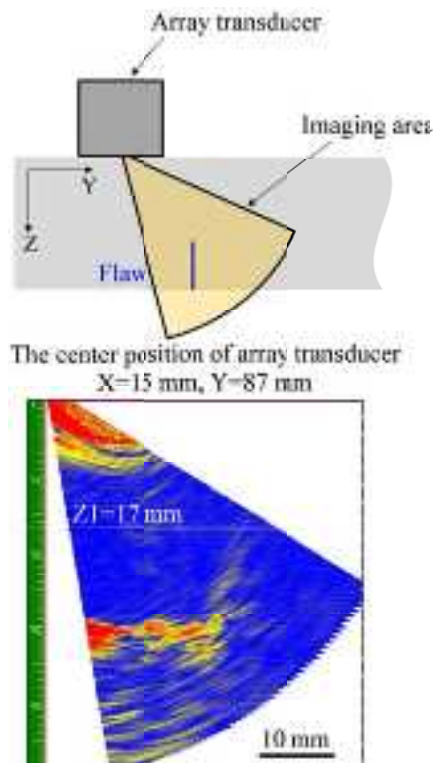 Array transducer
Imaging area
Y
Z
Flaw
The center position of array transducer
X=15 mm, Y=87 mm
Z1=17 mm
10 mm